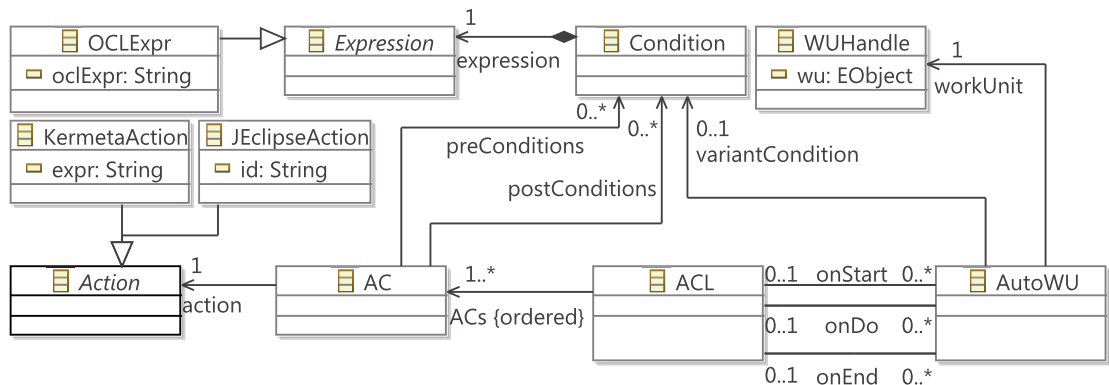 OCLExpr
oclExpr: String
Expression
1
expression
Condition
WUHandle
wu: EObject
1
workUnit
KermetaAction
expr: String
JEclipseAction
id: String
0..*
preConditions
0..*
postConditions
0..1
variantCondition
Action
1
action
AC
1..*
ACs {ordered}
ACL
0..1 onStart 0..*
0..1 onDo 0..*
0..1 onEnd 0..*
AutoWU